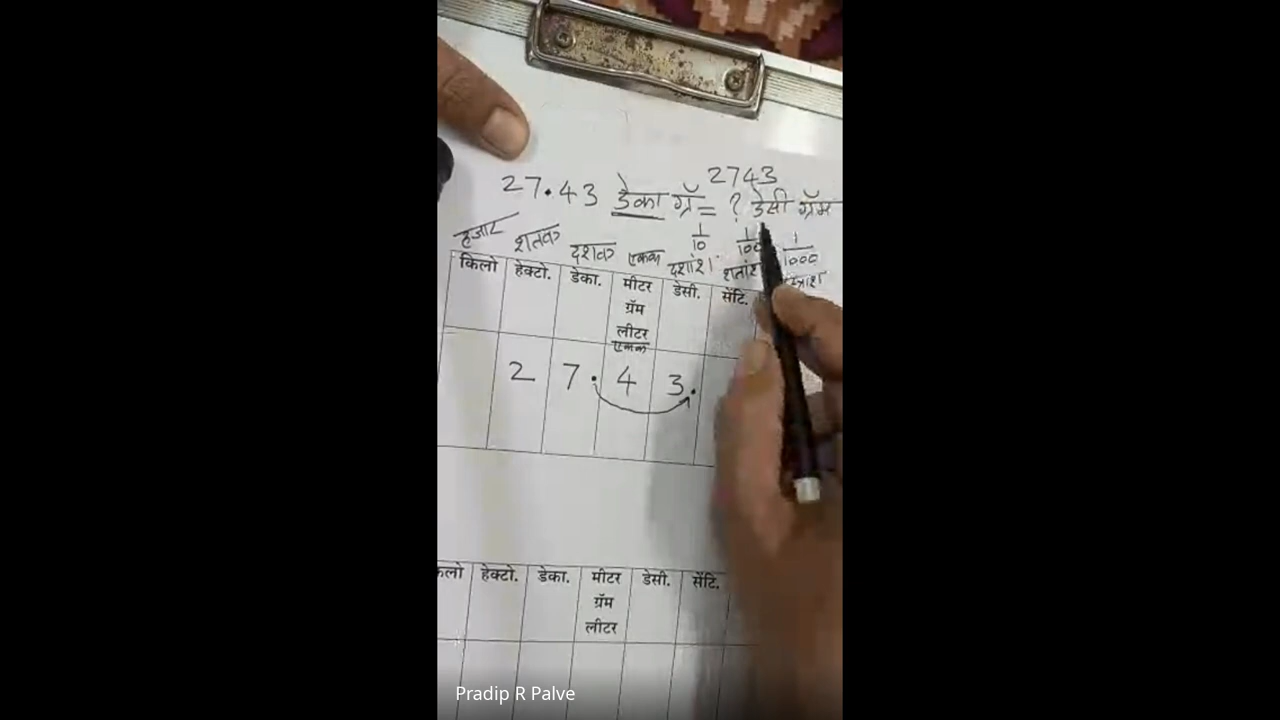 2743
27.43 डेका ग्रॅ = ? डेसी ग्रॅम
1/10 1/100 1/1000
हजार शतक दशक एकक दशांश शतांश
किलो हेक्टो. डेका. मीटर ग्रॅम लीटर एकक डेसी. सेंटि.
2 7 . 4 3 .
हेक्टो. डेका. मीटर ग्रॅम लीटर डेसी. सेंटि.
Pradip R Palve